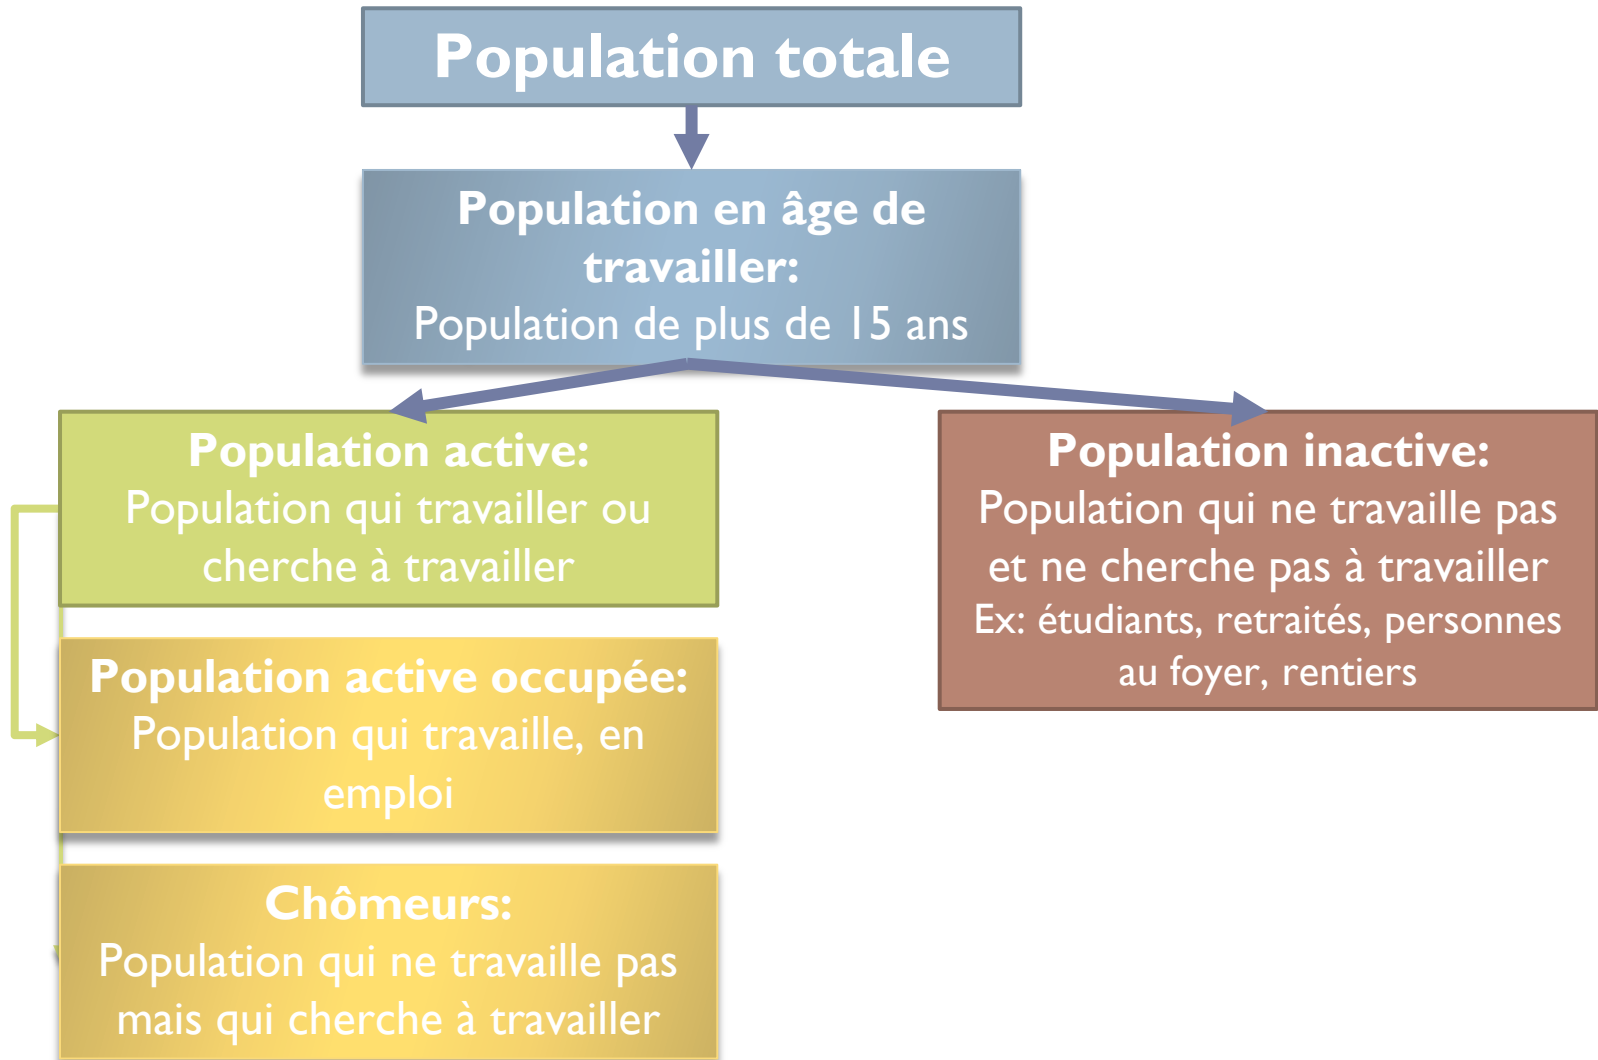 Population totale
Population en âge de
travailler:
Population de plus de 15 ans
Population active:
Population qui travailler ou
cherche à travailler
Population inactive:
Population qui ne travaille pas
et ne cherche pas à travailler
Ex: étudiants, retraités, personnes
au foyer, rentiers
Population active occupée:
Population qui travaille, en
emploi
Chômeurs:
Population qui ne travaille pas
mais qui cherche à travailler